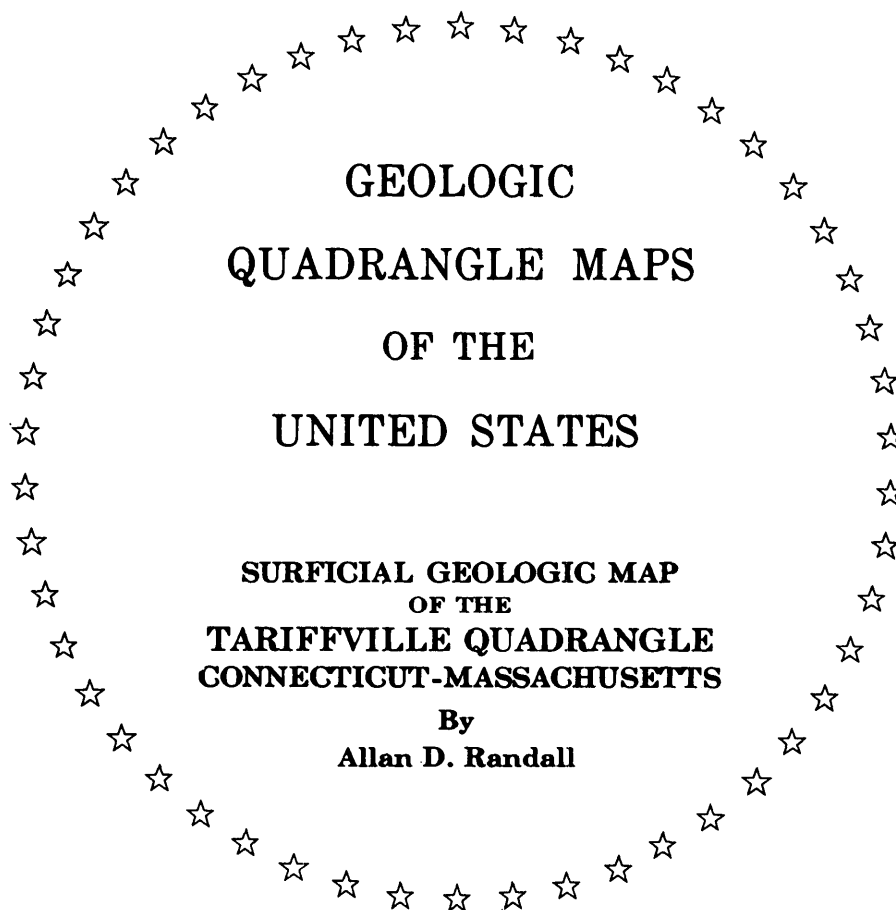 GEOLOGIC
QUADRANGLE MAPS
OF THE
UNITED STATES
SURFICIAL GEOLOGIC MAP
OF THE
TARIFFVILLE QUADRANGLE
CONNECTICUT-MASSACHUSETTS
By
Allan D. Randall